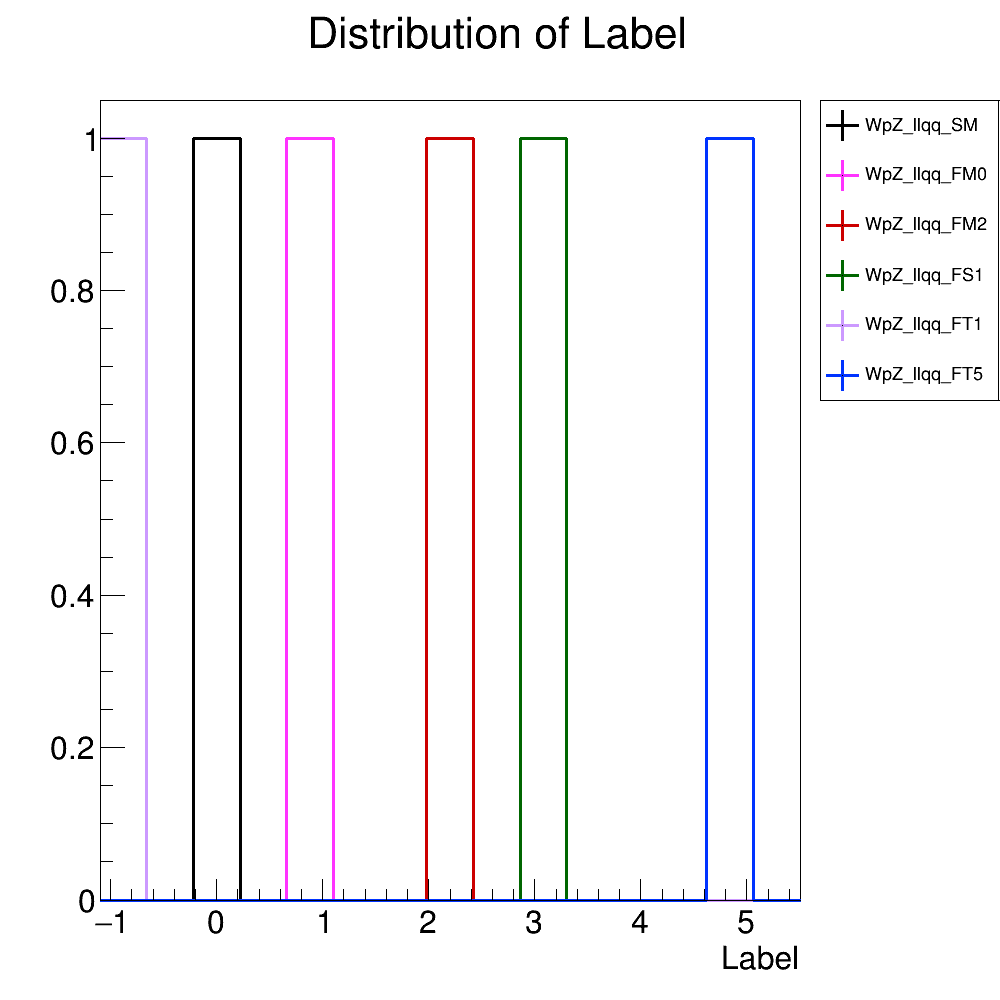 Distribution of Label
1
0.8
0.6
0.4
0.2
0
−1 0 1 2 3 4 5
Label
WpZ_llqq_SM
WpZ_llqq_FM0
WpZ_llqq_FM2
WpZ_llqq_FS1
WpZ_llqq_FT1
WpZ_llqq_FT5